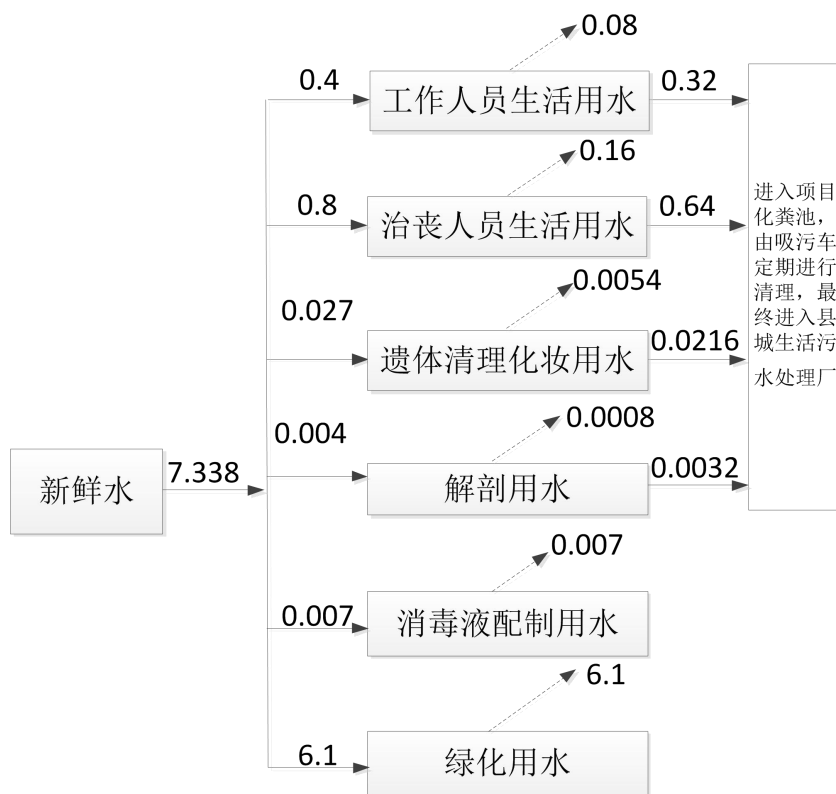 0.08
0.4
工作人员生活用水
0.32
0.16
0.8
治丧人员生活用水
0.64
0.0054
0.027
遗体清理化妆用水
0.0216
0.0008
0.004
解剖用水
0.0032
新鲜水
7.338
0.007
0.007
消毒液配制用水
6.1
6.1
绿化用水
进入项目
化粪池，
由吸污车
定期进行
清理，最
终进入县
城生活污
水处理厂